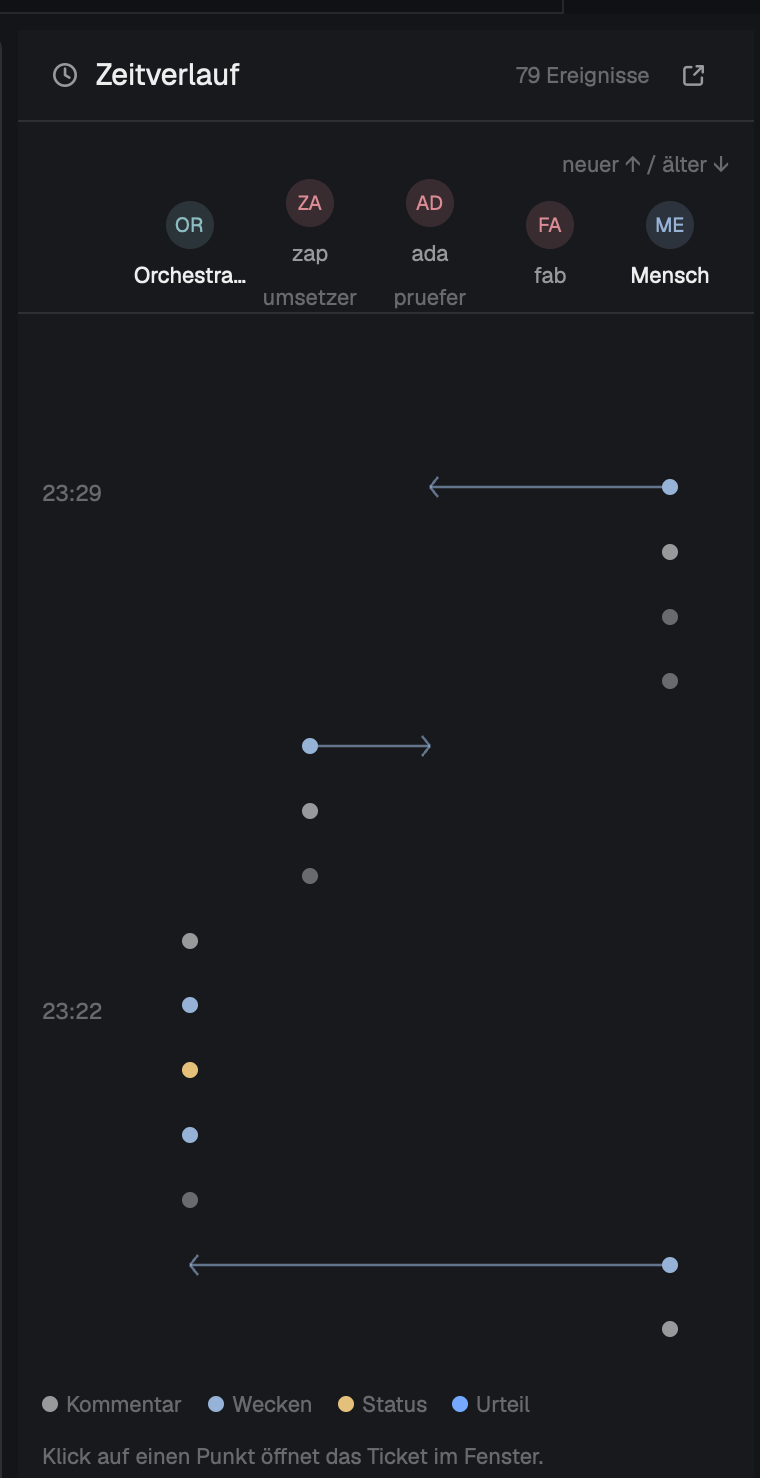 Zeitverlauf 79 Ereignisse
neuer ↑ / älter ↓
OR ZA AD FA ME
Orchestra... zap ada fab Mensch
umsetzer pruefer
23:29
23:22
Kommentar Wecken Status Urteil
Klick auf einen Punkt öffnet das Ticket im Fenster.